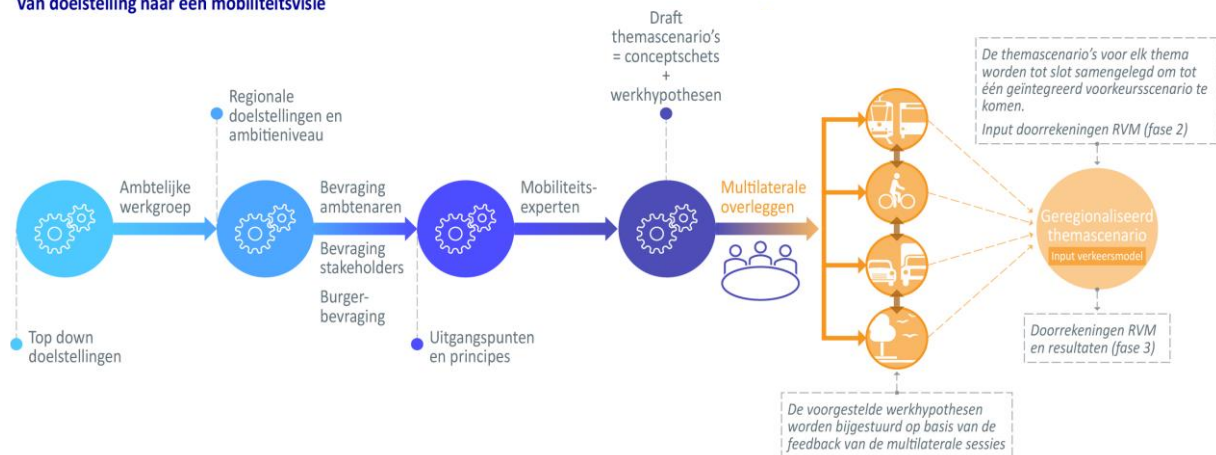 Van doelstelling naar een mobiliteitsvisie
Draft
themascenario's
= conceptschets
+
werkhypothesen
De themascenario's voor elk thema
worden tot slot samengelegd om tot
één geïntegreerd voorkeursscenario te
komen.
Input doorrekeningen RVM (fase 2)
Regionale
doelstellingen en
ambitieniveau
Ambtelijke
werkgroep
Bevraging
ambtenaren
Bevraging
stakeholders
Burger-
bevraging
Mobiliteits-
experten
Multilaterale
overleggen
Geregionaliseerd
themascenario
Input verkeersmodel
Top down
doelstellingen
Uitgangspunten
en principes
Doorrekeningen RVM
en resultaten (fase 3)
De voorgestelde werkhypothesen
worden bijgestuurd op basis van de
feedback van de multilaterale sessies